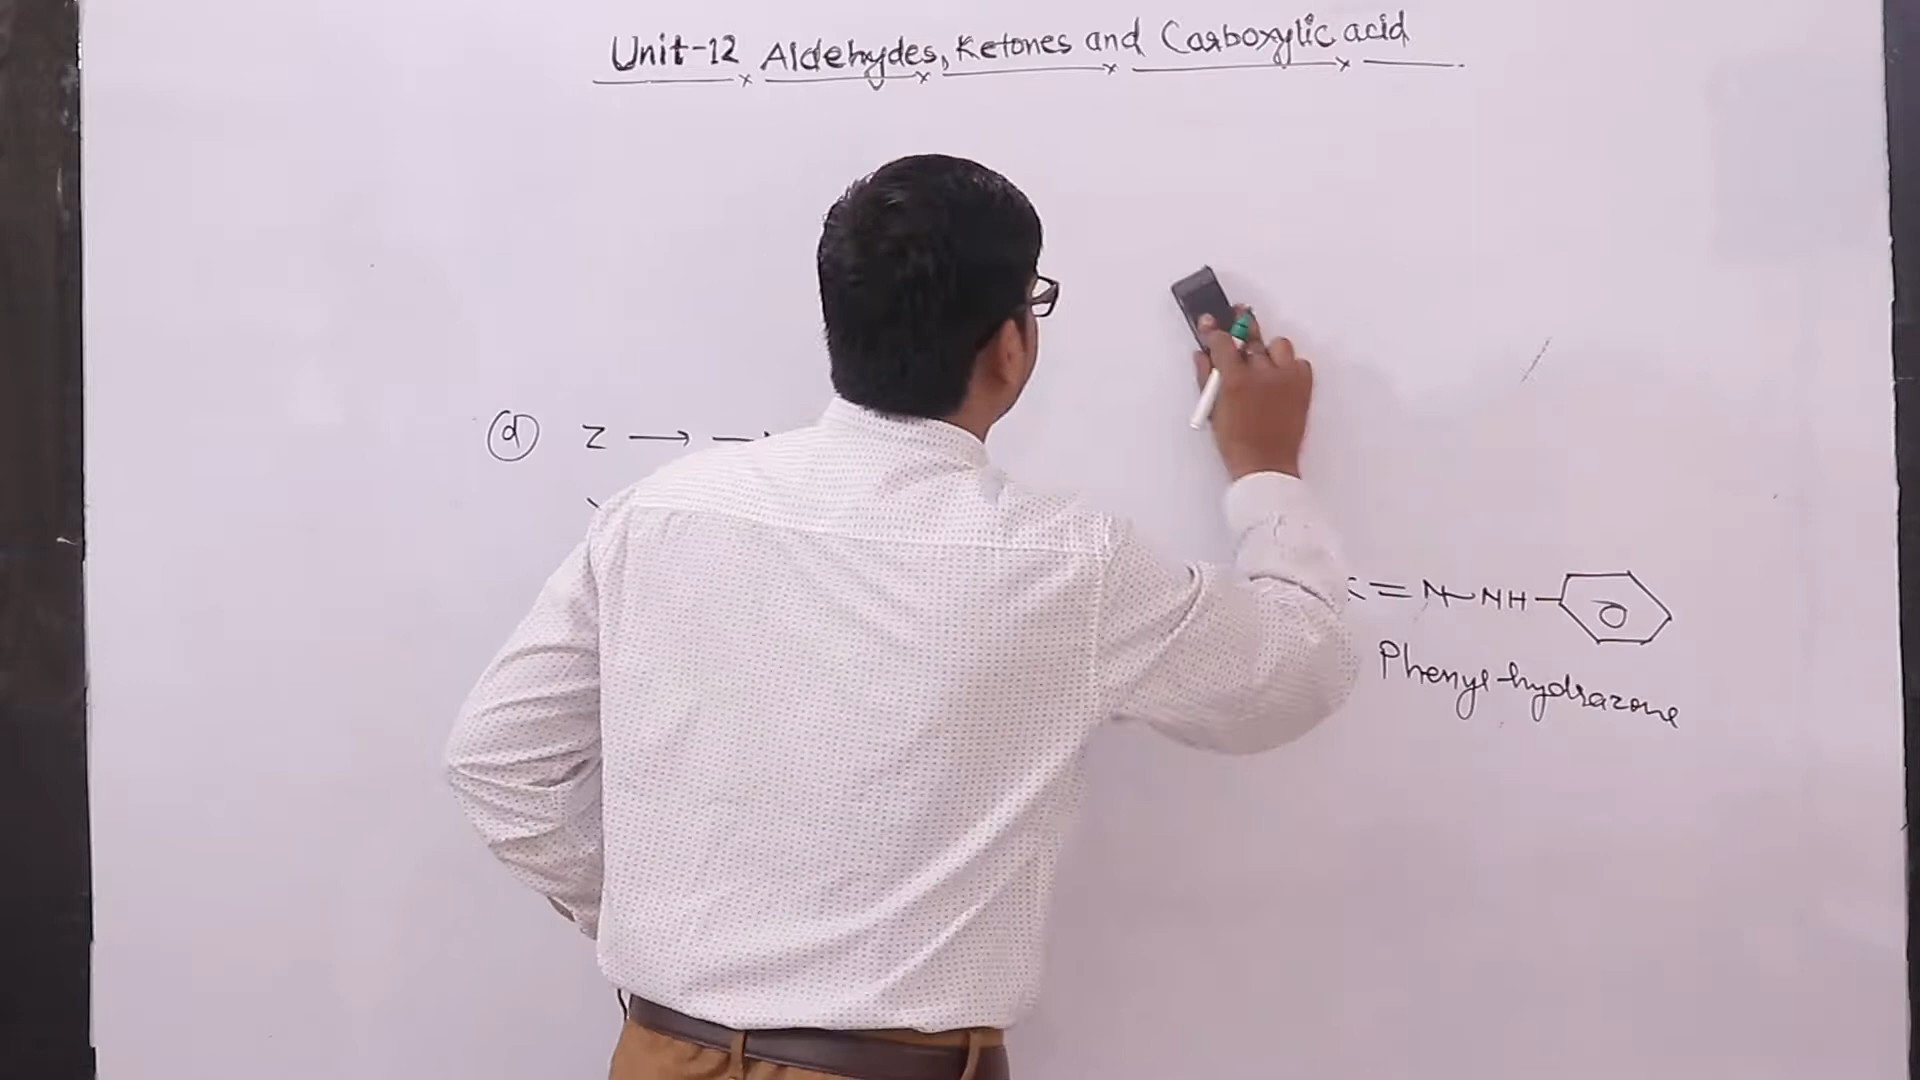 Unit-12 Aldehydes, Ketones and Carboxylic acid
ⓓ Z → →
C = N - NH -
Phenyl-hydrazone